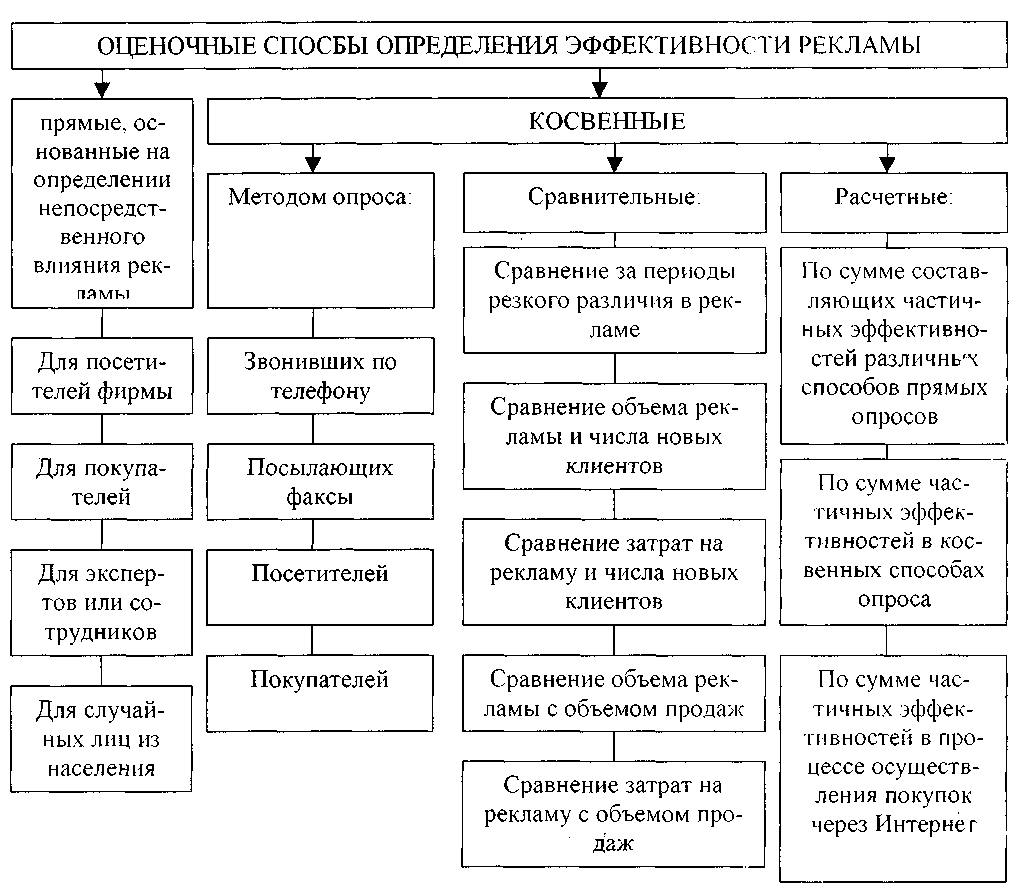 ОЦЕНОЧНЫЕ СПОСБЫ ОПРЕДЕЛЕНИЯ ЭФФЕКТИВНОСТИ РЕКЛАМЫ
прямые, ос-
нованные на
определении
непосредст-
венного
влияния рек-
ламы
Для посети-
телей фирмы
Для покупа-
телей
Для экспер-
тов или со-
трудников
Для случай-
ных лиц из
населения
КОСВЕННЫЕ
Методом опроса:
Звонивших по
телефону
Посылающих
факсы
Посетителей
Покупателей
Сравнительные:
Сравнение за периоды
резкого различия в рек-
ламе
Сравнение объема рек-
ламы и числа новых
клиентов
Сравнение затрат на
рекламу и числа новых
клиентов
Сравнение объема рек-
ламы с объемом продаж
Сравнение затрат на
рекламу с объемом про-
даж
Расчетные:
По сумме состав-
ляющих частич-
ных эффективно-
стей различных
способов прямых
опросов
По сумме час-
тичных эффек-
тивностей в кос-
венных способах
опроса
По сумме час-
тичных эффек-
тивностей в про-
цессе осуществ-
ления покупок
через Интернет